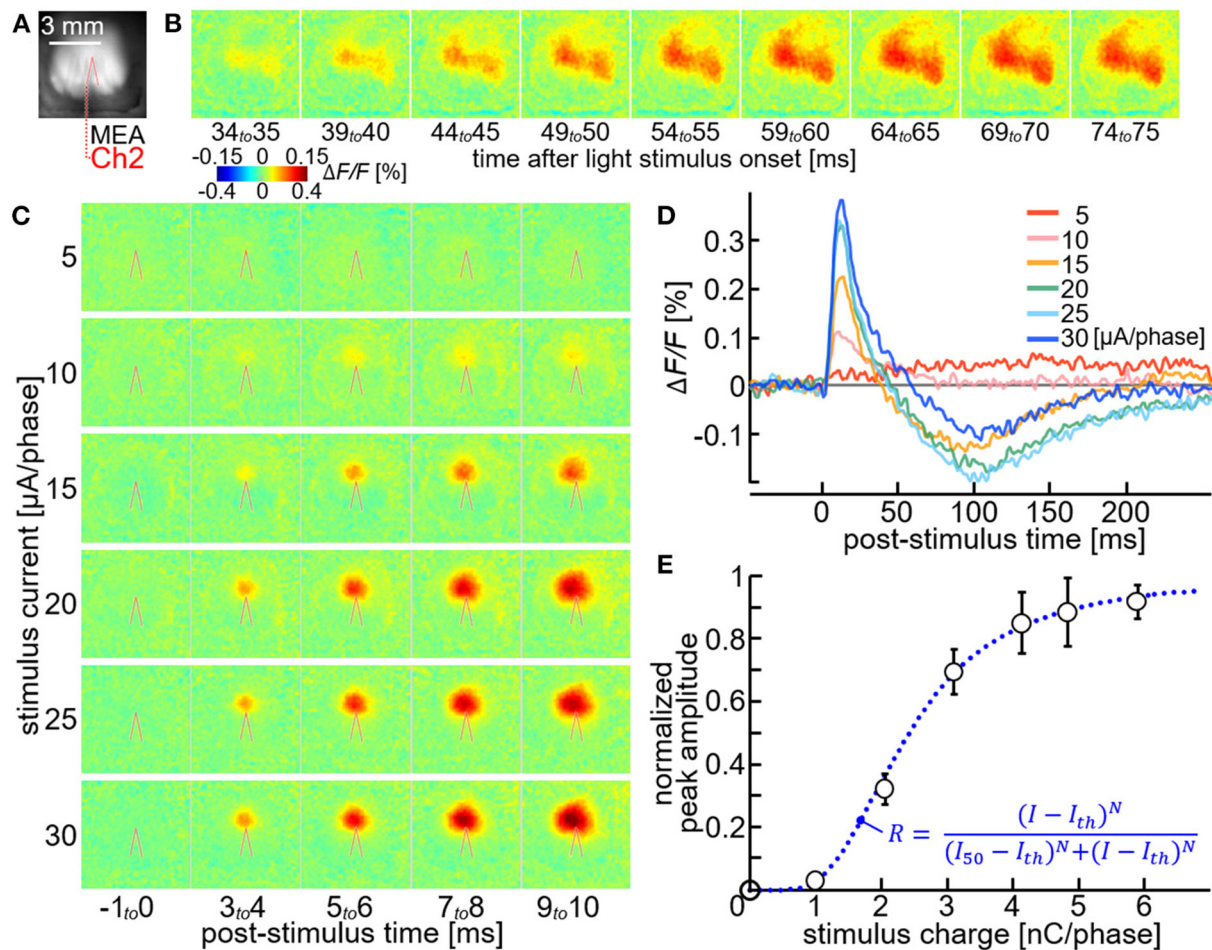 A
3 mm
MEA
Ch2
B
34to35 39to40 44to45 49to50 54to55 59to60 64to65 69to70 74to75
time after light stimulus onset [ms]
-0.15 0 0.15
ΔF/F [%]
-0.4 0 0.4
C
stimulus current [µA/phase]
5
10
15
20
25
30
-1to0 3to4 5to6 7to8 9to10
post-stimulus time [ms]
D
ΔF/F [%]
0.3
0.2
0.1
0
-0.1
5
10
15
20
25
30 [µA/phase]
0 50 100 150 200
post-stimulus time [ms]
E
normalized
peak amplitude
1
0.8
0.6
0.4
0.2
0
R = (I − Ith)^N / (I50 − Ith)^N+(I − Ith)^N
1 2 3 4 5 6
stimulus charge [nC/phase]